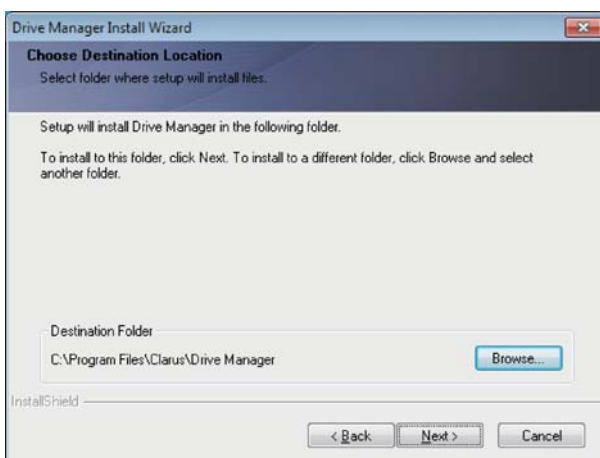 Drive Manager Install Wizard
Choose Destination Location
Select folder where setup will install files.
Setup will install Drive Manager in the following folder.
To install to this folder, click Next. To install to a different folder, click Browse and select
another folder.
Destination Folder
C:\Program Files\Clarus\Drive Manager
Browse...
InstallShield
< Back
Next >
Cancel